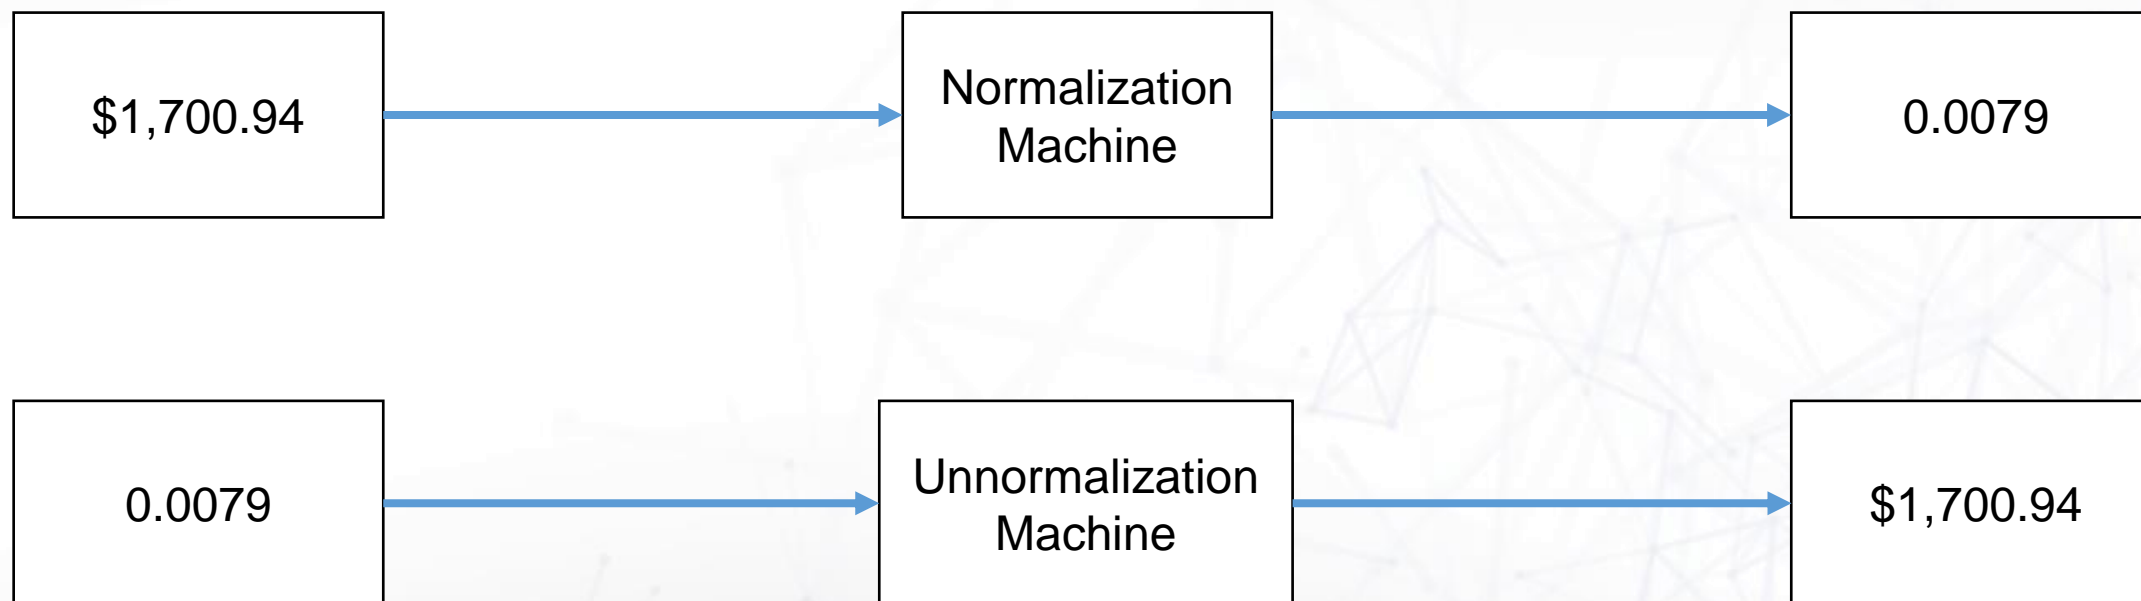 $1,700.94
Normalization
Machine
0.0079
0.0079
Unnormalization
Machine
$1,700.94